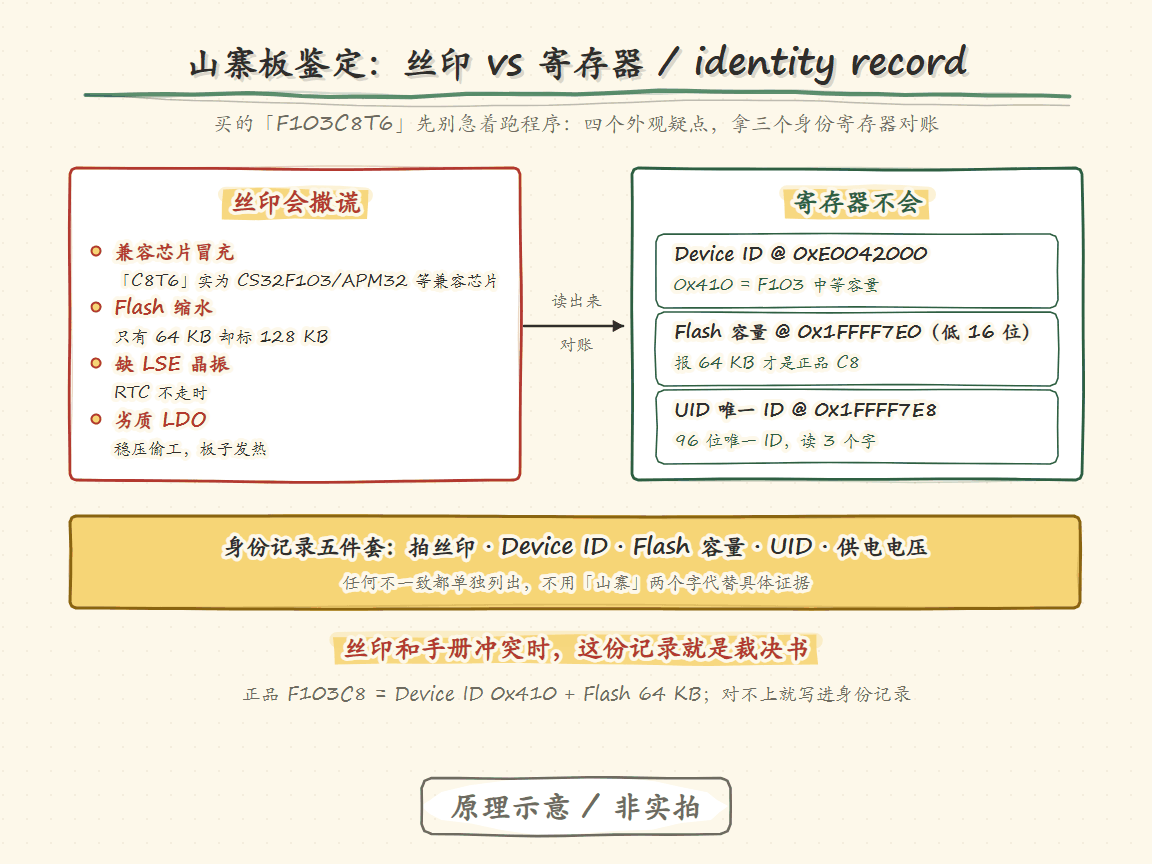 山寨板鉴定：丝印 vs 寄存器 / identity record
买的「F103C8T6」先别急着跑程序：四个外观疑点，拿三个身份寄存器对账
丝印会撒谎
兼容芯片冒充
「C8T6」实为 CS32F103/APM32 等兼容芯片
Flash 缩水
只有 64 KB 却标 128 KB
缺 LSE 晶振
RTC 不走时
劣质 LDO
稳压偷工，板子发热
读出来
对账
寄存器不会
Device ID @ 0xE0042000
0x410 = F103 中等容量
Flash 容量 @ 0x1FFFF7E0（低 16 位）
报 64 KB 才是正品 C8
UID 唯一 ID @ 0x1FFFF7E8
96 位唯一 ID，读 3 个字
身份记录五件套：拍丝印 · Device ID · Flash 容量 · UID · 供电电压
任何不一致都单独列出，不用「山寨」两个字代替具体证据
丝印和手册冲突时，这份记录就是裁决书
正品 F103C8 = Device ID 0x410 + Flash 64 KB；对不上就写进身份记录
原理示意 / 非实拍